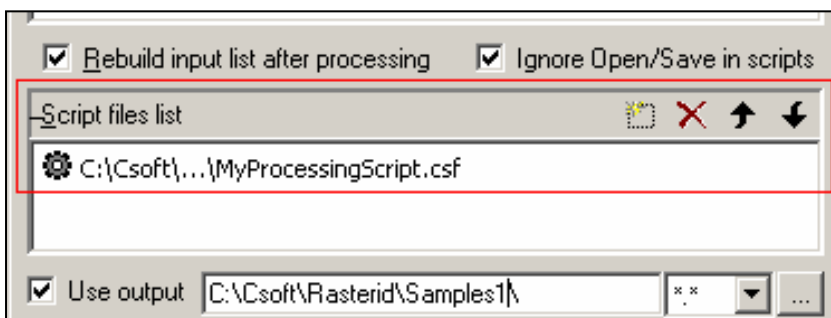 Rebuild input list after processing Ignore Open/Save in scripts
Script files list
C:\Csoft\...\MyProcessingScript.csf
Use output C:\Csoft\Rasterid\Samples1\ *.* ...